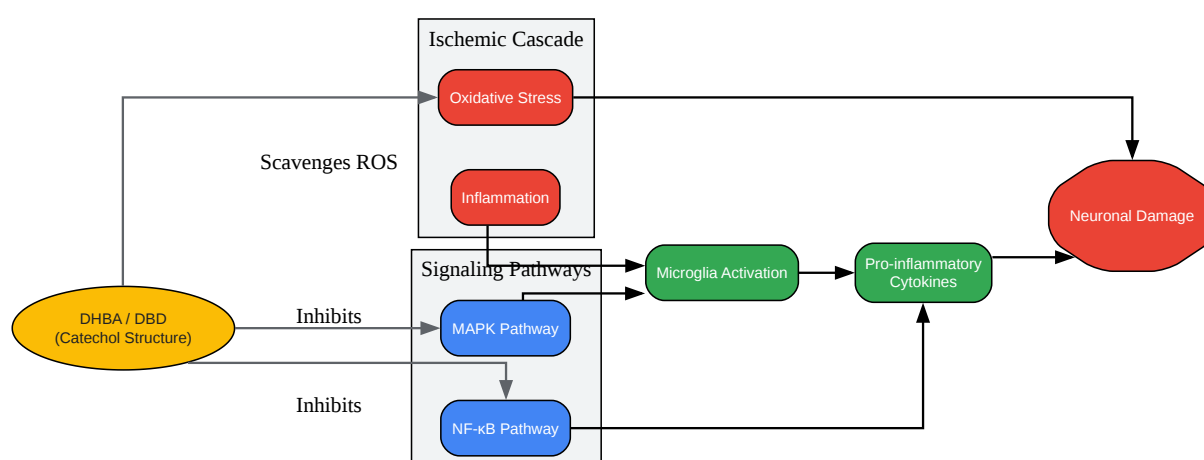 Ischemic Cascade
Oxidative Stress
Scavenges ROS
Inflammation
Neuronal Damage
Signaling Pathways
Microglia Activation
Pro-inflammatory
Cytokines
DHBA / DBD
(Catechol Structure)
Inhibits
MAPK Pathway
Inhibits
NF-κB Pathway